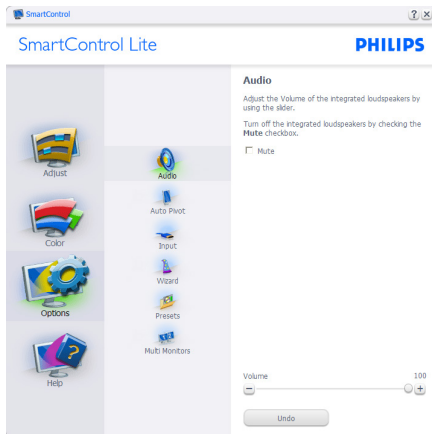 SmartControl
SmartControl Lite
PHILIPS
Adjust
Color
Options
Help
Audio
Auto Pivot
Input
Wizard
Presets
Multi Monitors
Audio
Adjust the Volume of the integrated loudspeakers by
using the slider.
Turn off the integrated loudspeakers by checking the
Mute checkbox.
Mute
Volume 100
Undo